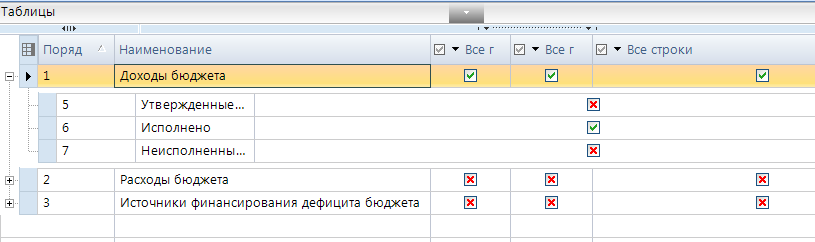 Таблицы
Поряд Наименование Все г Все г Все строки
1 Доходы бюджета
5 Утвержденные...
6 Исполнено
7 Неисполненны...
2 Расходы бюджета
3 Источники финансирования дефицита бюджета